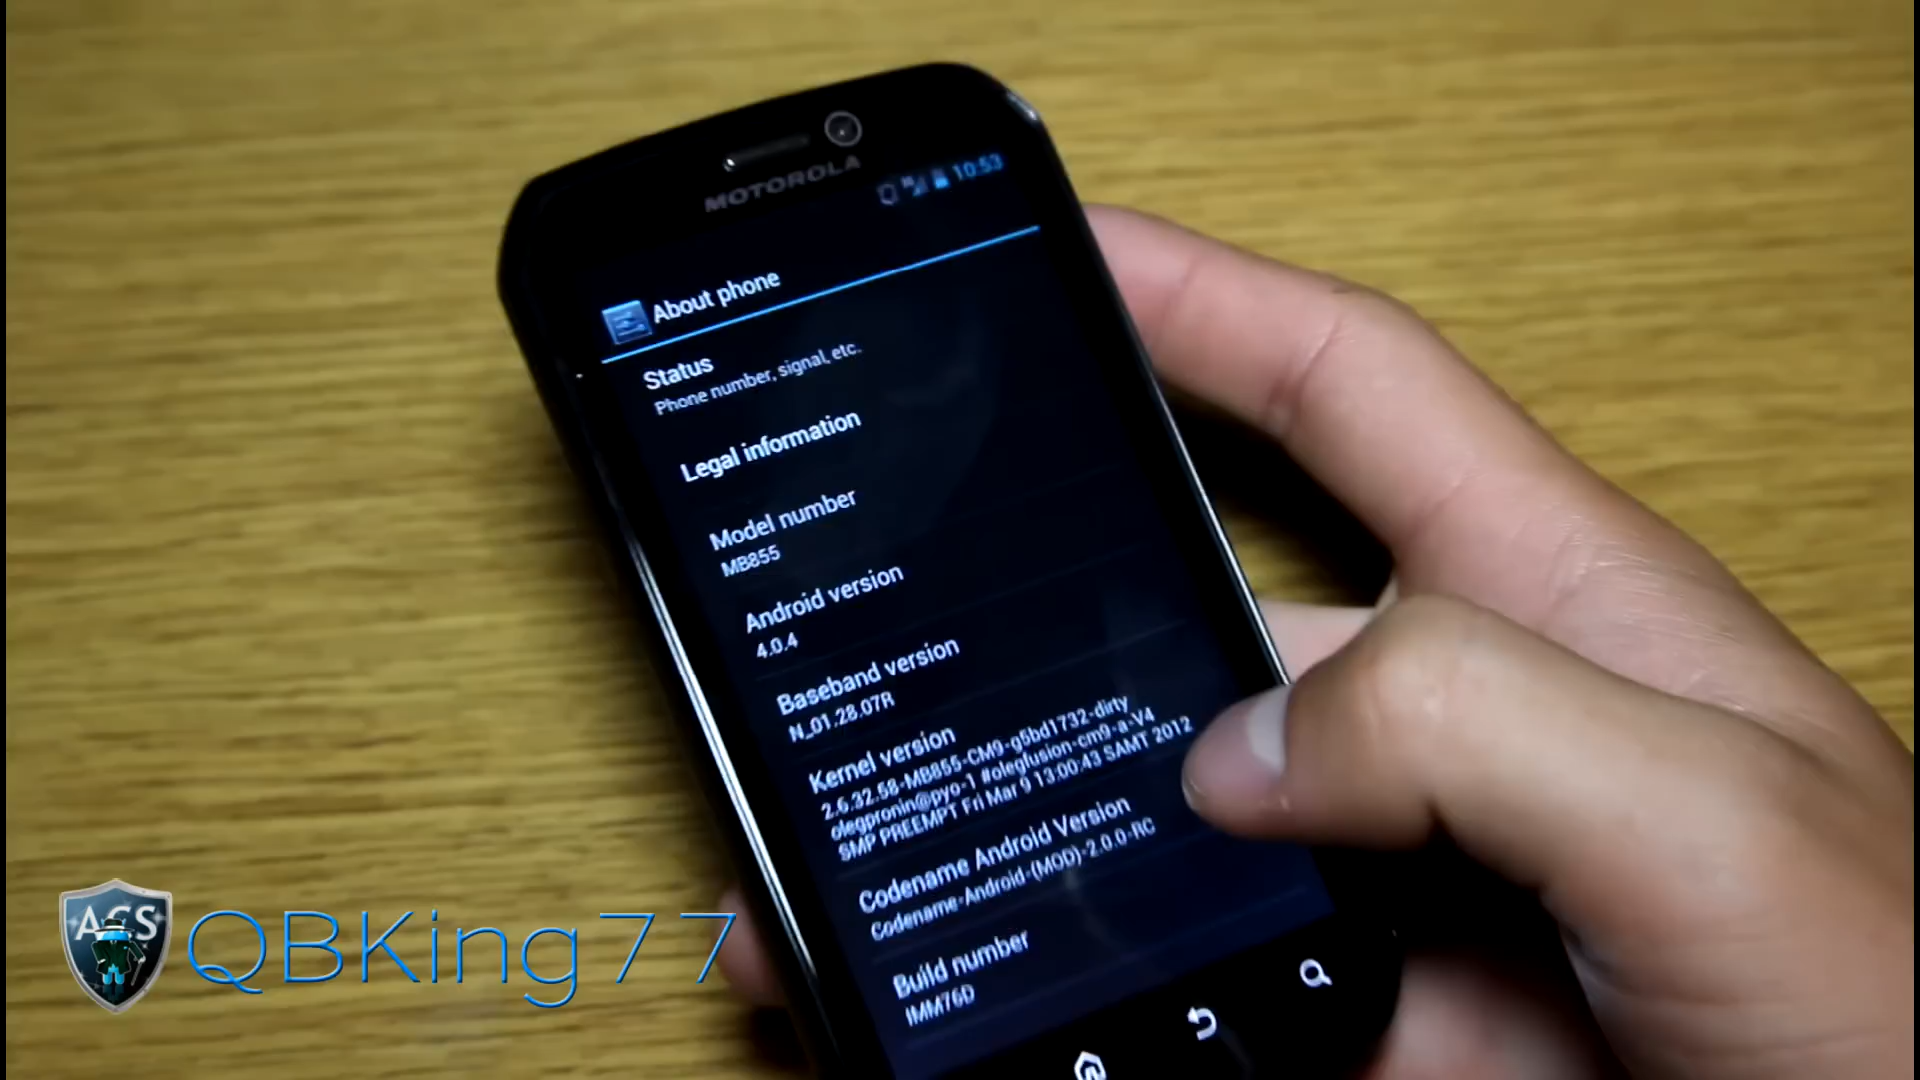 MOTOROLA
10:53
About phone
Status
Phone number, signal, etc.
Legal information
Model number
MB855
Android version
4.0.4
Baseband version
N_01.28.07R
Kernel version
2.6.32.58-MB855-CM9-g5bd1732-dirty
olegpronin@pyo-1 #olegfusion-cm9-a-V4
SMP PREEMPT Fri Mar 9 13:00:43 SAMT 2012
Codename Android Version
Codename-Android-(MOD)-2.0.0-RC
Build number
IMM76D
ACS
QBKing77